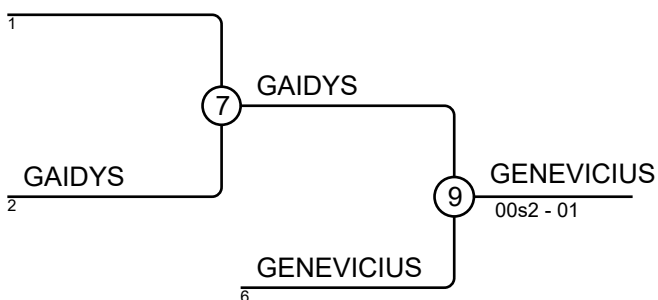 1
GAIDYS
7
GAIDYS
2
GENEVICIUS
9
00s2 - 01
GENEVICIUS
6